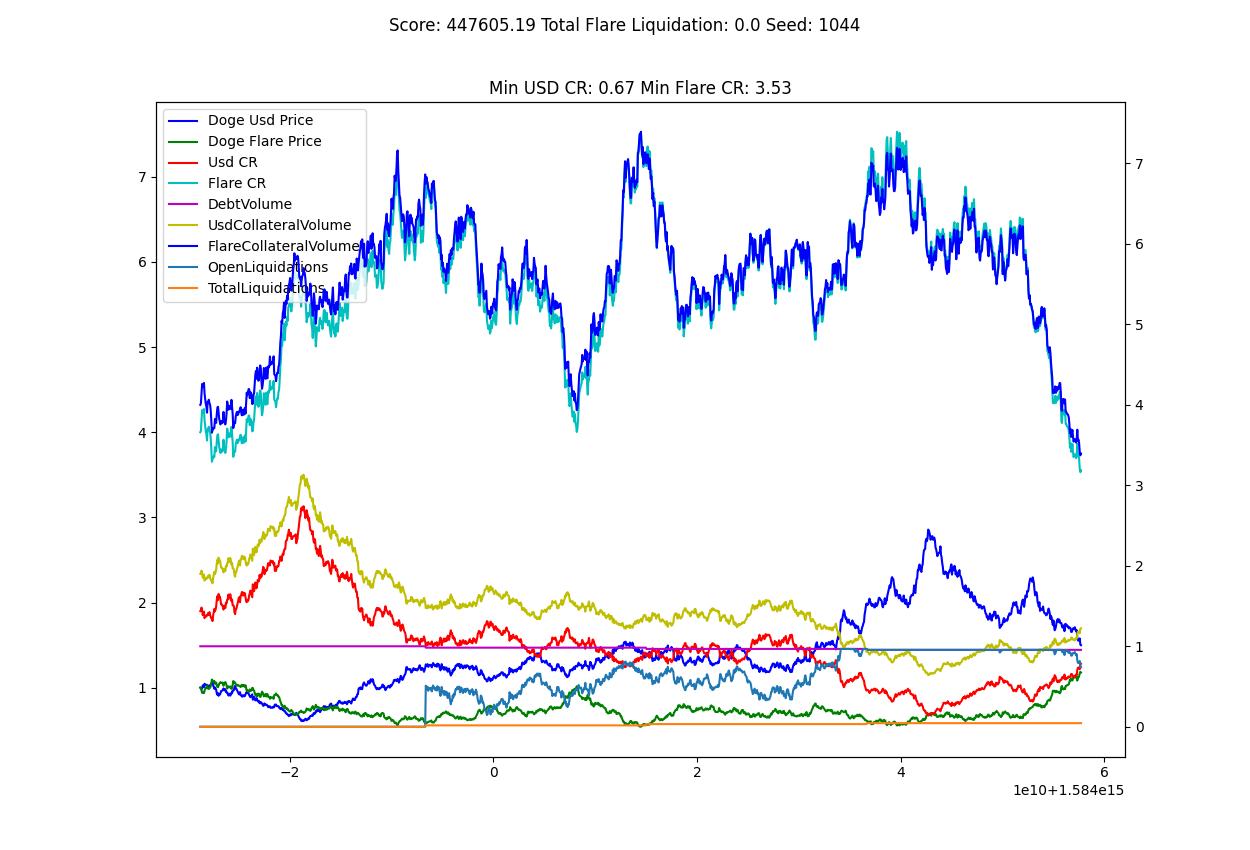 Score: 447605.19 Total Flare Liquidation: 0.0 Seed: 1044
Min USD CR: 0.67 Min Flare CR: 3.53
Doge Usd Price
Doge Flare Price
Usd CR
Flare CR
DebtVolume
UsdCollateralVolume
FlareCollateralVolume
OpenLiquidations
TotalLiquidations
7
6
5
4
3
2
1
7
6
5
4
3
2
1
0
−2
0
2
4
6
1e10+1.584e15